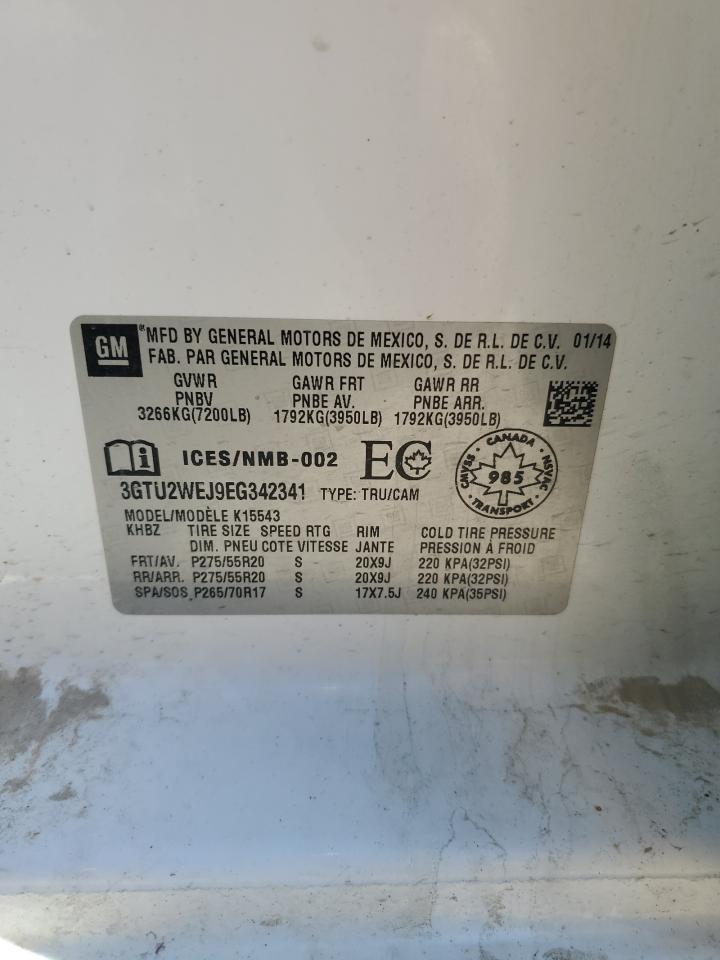 GM ® MFD BY GENERAL MOTORS DE MEXICO, S. DE R.L. DE C.V. 01/14
FAB. PAR GENERAL MOTORS DE MEXICO, S. DE R.L. DE C.V.
GVWR GAWR FRT GAWR RR
PNBV PNBE AV. PNBE ARR.
3266KG(7200LB) 1792KG(3950LB) 1792KG(3950LB)
i ICES/NMB-002 EC CANADA CMVSS 985 NSVAC TRANSPORT
3GTU2WEJ9EG342341 TYPE: TRU/CAM
MODEL/MODÈLE K15543
KHBZ TIRE SIZE SPEED RTG RIM COLD TIRE PRESSURE
DIM. PNEU COTE VITESSE JANTE PRESSION À FROID
FRT/AV. P275/55R20 S 20X9J 220 KPA(32PSI)
RR/ARR. P275/55R20 S 20X9J 220 KPA(32PSI)
SPA/SOS P265/70R17 S 17X7.5J 240 KPA(35PSI)